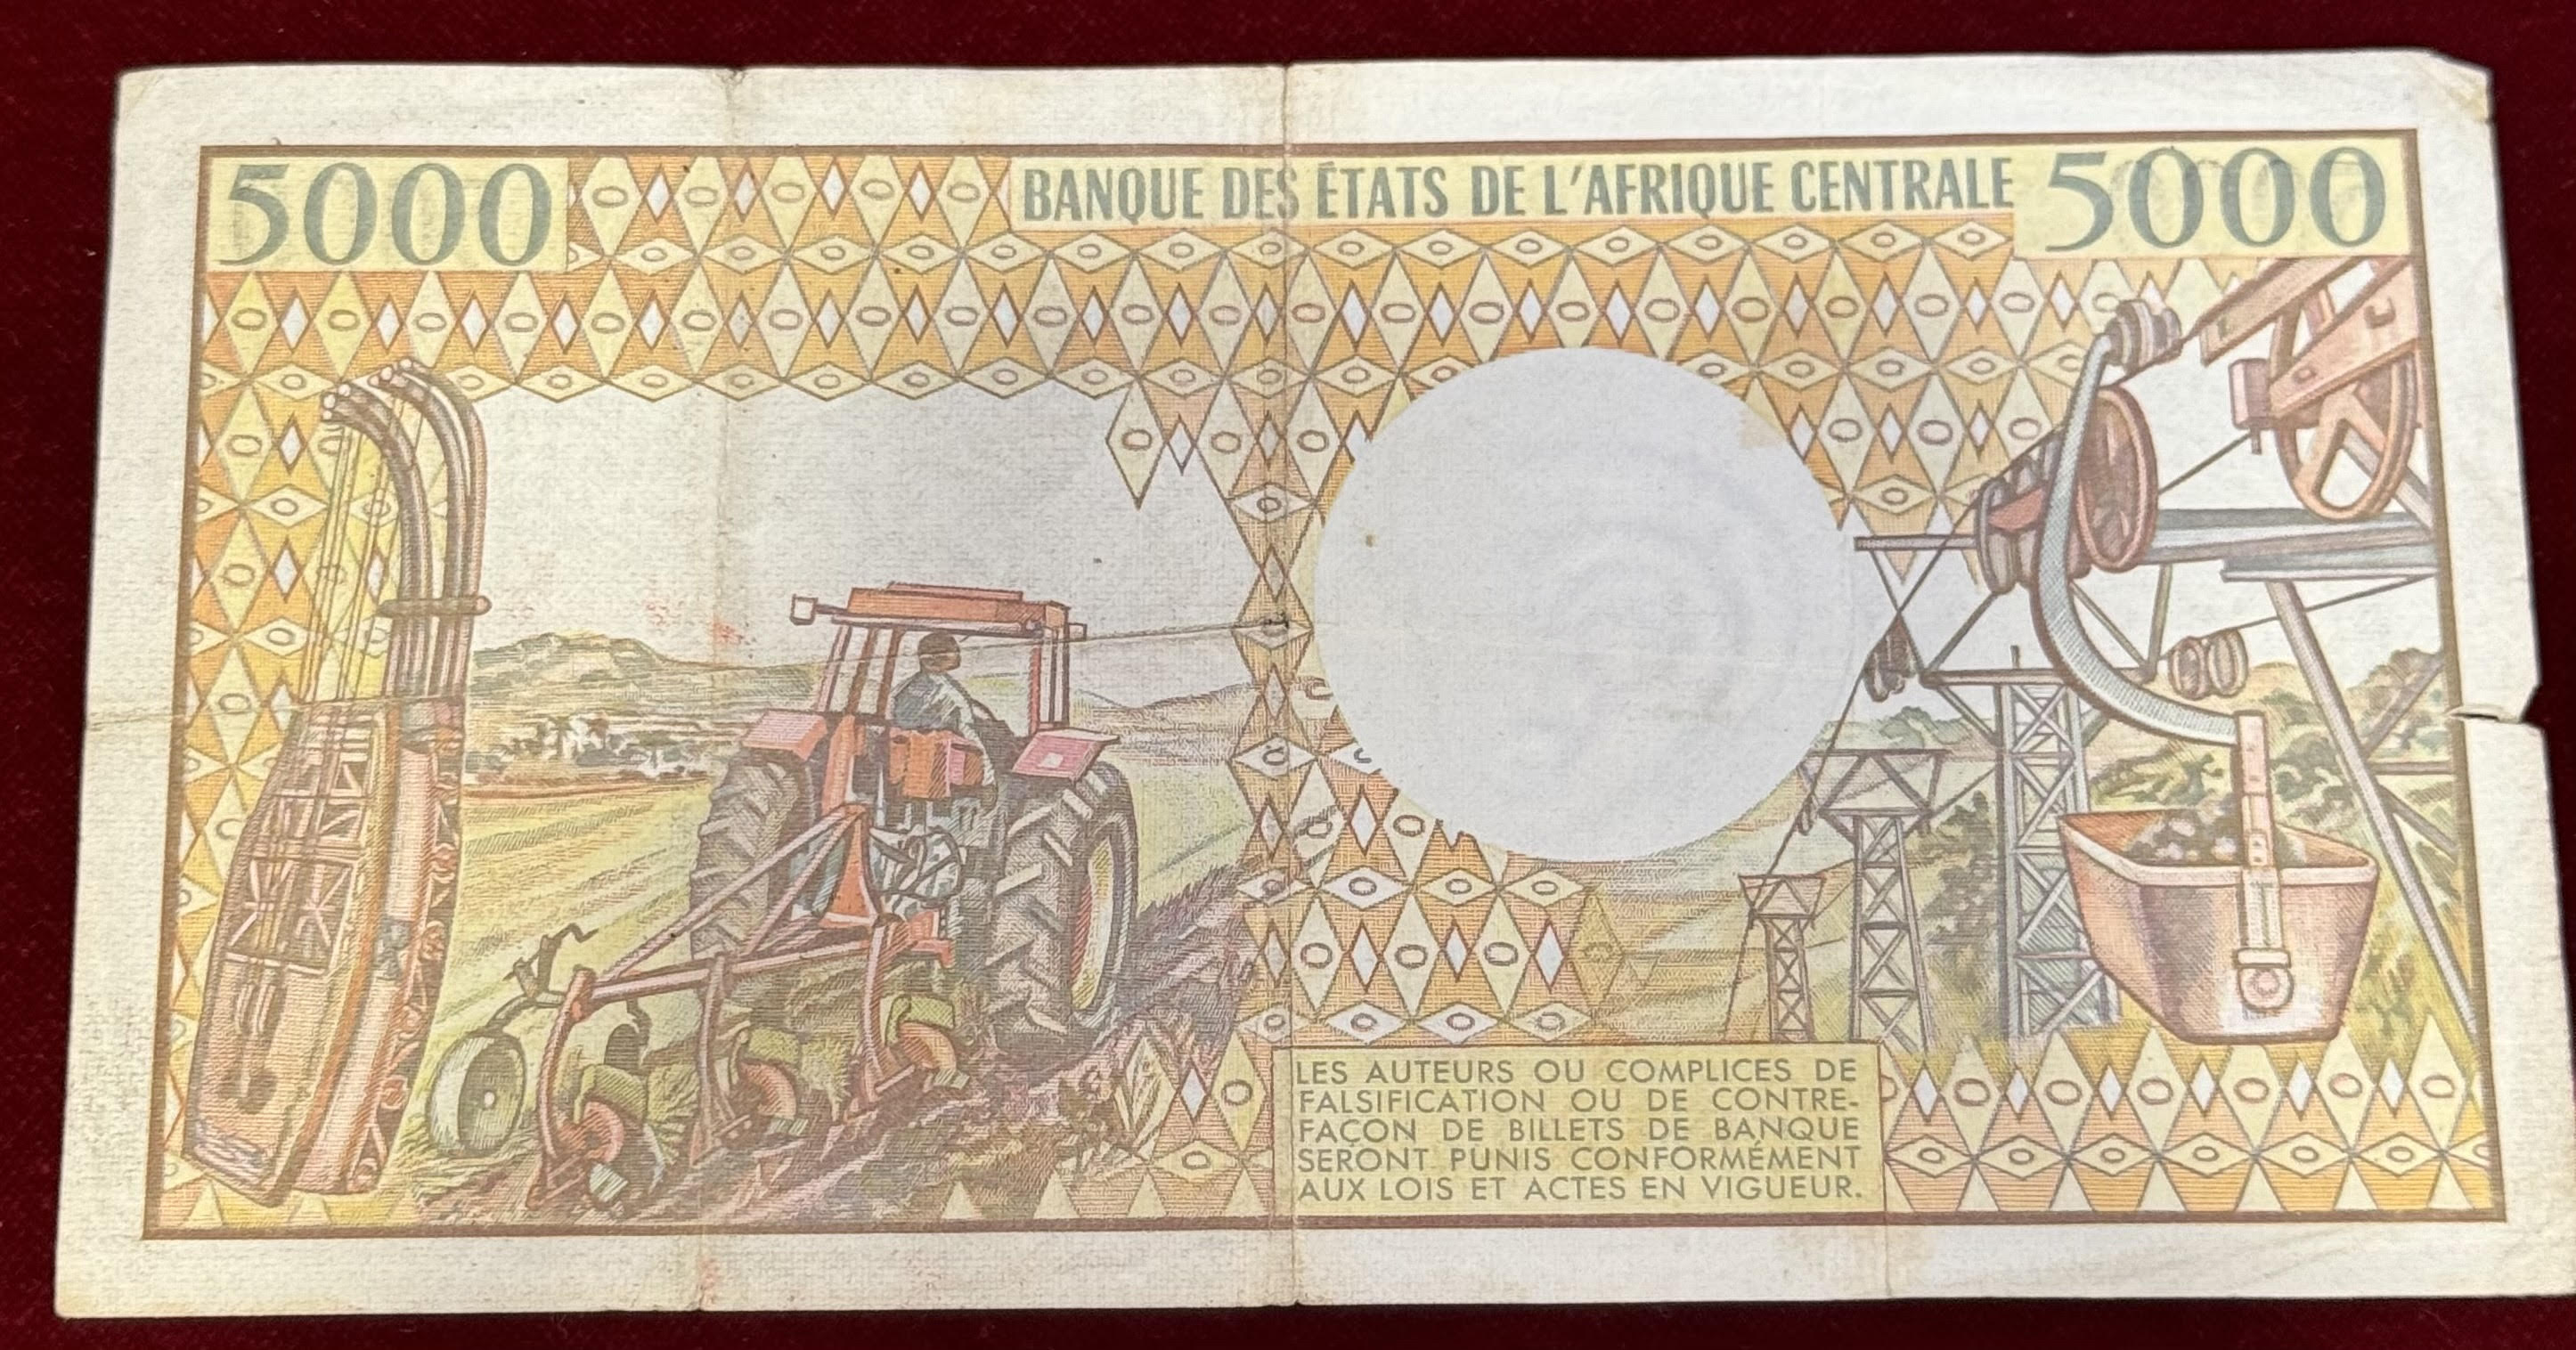 5000
BANQUE DES ÉTATS DE L'AFRIQUE CENTRALE
5000
LES AUTEURS OU COMPLICES DE
FALSIFICATION OU DE CONTRE-
FAÇON DE BILLETS DE BANQUE
SERONT PUNIS CONFORMÉMENT
AUX LOIS ET ACTES EN VIGUEUR.